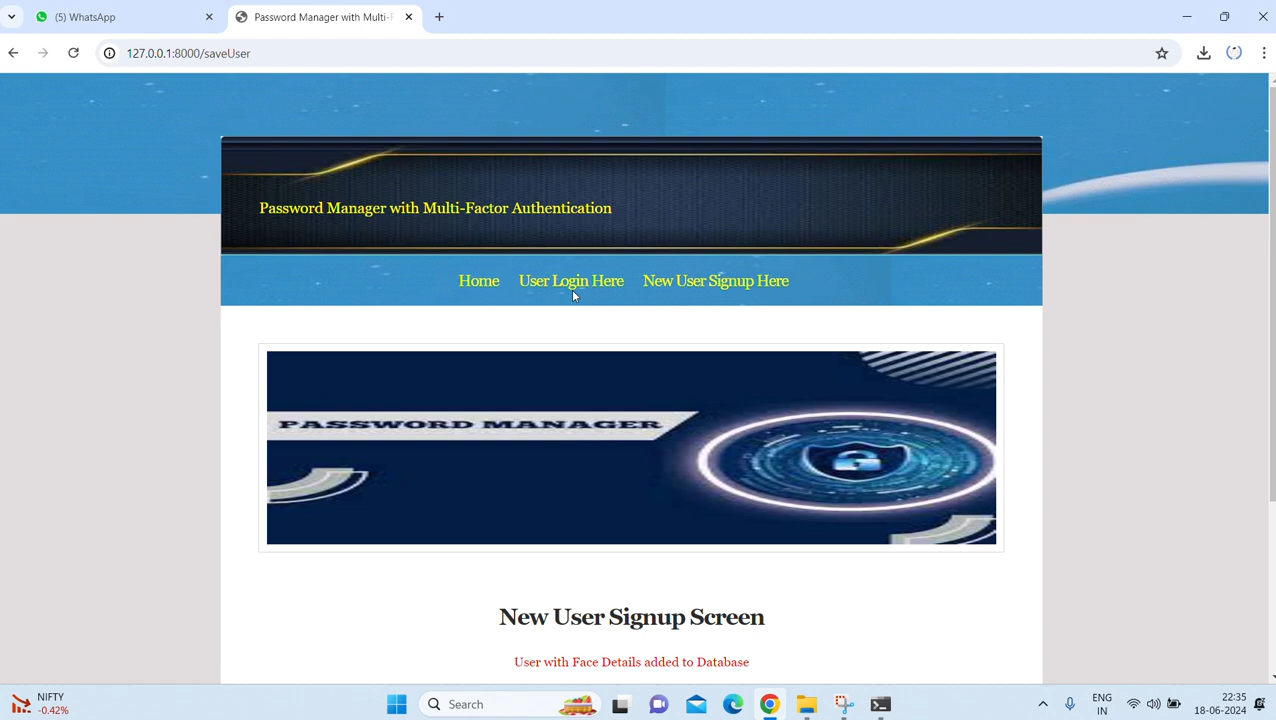 (5) WhatsApp
Password Manager with Multi-F
127.0.0.1:8000/saveUser
Password Manager with Multi-Factor Authentication
Home User Login Here New User Signup Here
PASSWORD MANAGER
New User Signup Screen
User with Face Details added to Database
NIFTY
-0.42%
Search
ENG
IN
22:35
18-06-2024